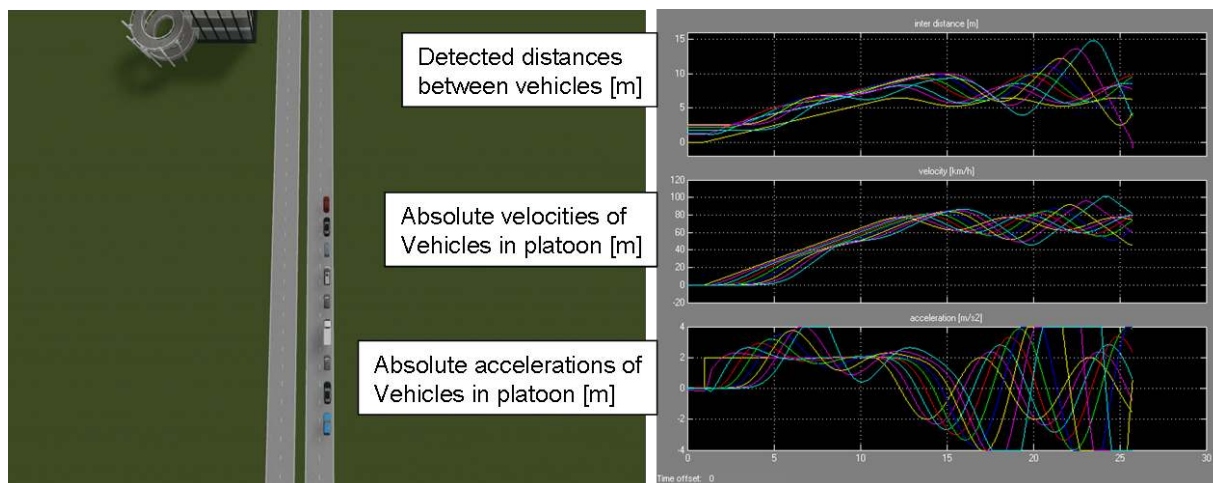 Detected distances
between vehicles [m]
Absolute velocities of
Vehicles in platoon [m]
Absolute accelerations of
Vehicles in platoon [m]
inter distance [m]
15
10
5
0
velocity [km/h]
120
100
80
60
40
20
0
-20
acceleration [m/s2]
4
2
0
-2
-4
0
5
10
15
20
25
30
Time offset: 0